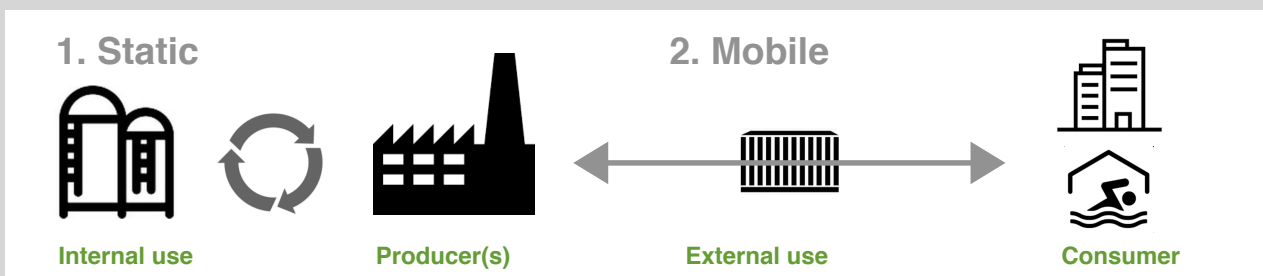 1. Static
2. Mobile
Internal use
Producer(s)
External use
Consumer